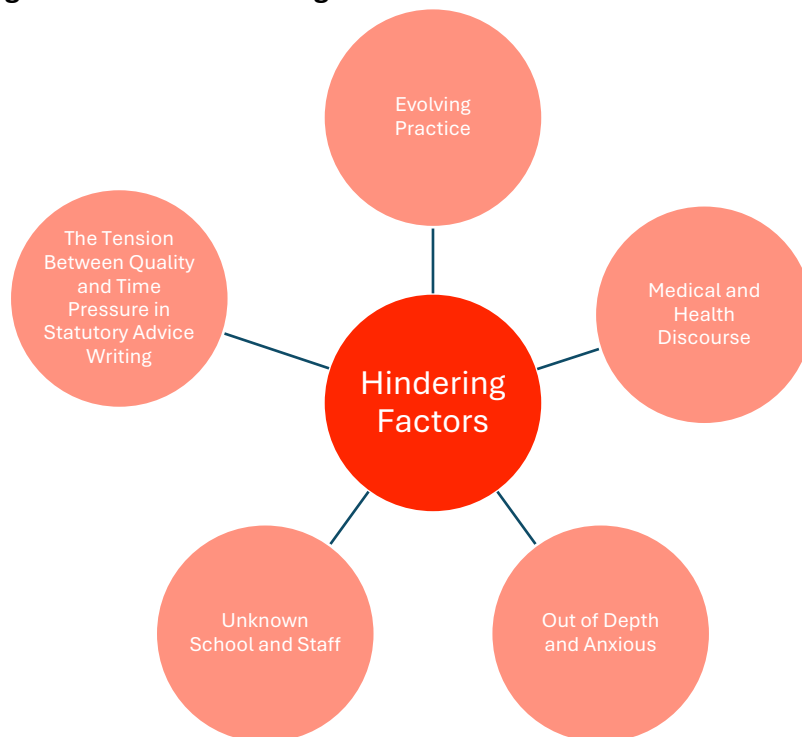 Evolving
Practice
The Tension
Between Quality
and Time
Pressure in
Statutory Advice
Writing
Medical and
Health
Discourse
Hindering
Factors
Unknown
School and Staff
Out of Depth
and Anxious